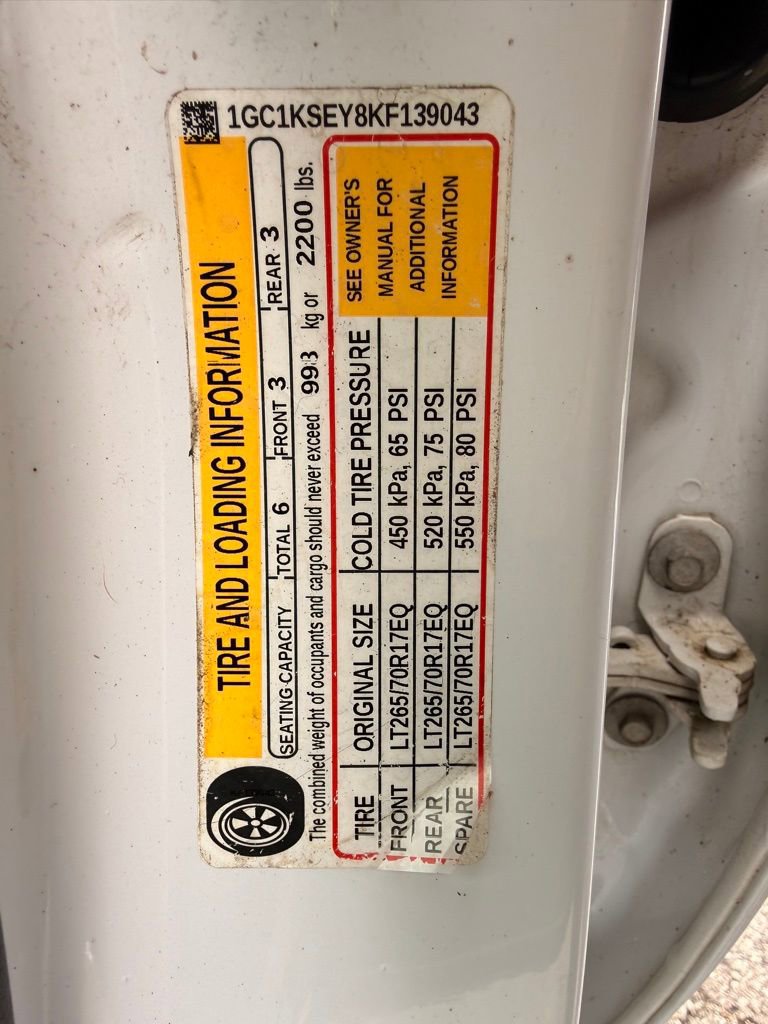 1GC1KSEY8KF139043
TIRE AND LOADING INFORMATION
SEATING CAPACITY TOTAL 6 FRONT 3 REAR 3
The combined weight of occupants and cargo should never exceed 998 kg or 2200 lbs.
TIRE ORIGINAL SIZE COLD TIRE PRESSURE
FRONT LT265/70R17EQ 450 kPa, 65 PSI
REAR LT265/70R17EQ 520 kPa, 75 PSI
SPARE LT265/70R17EQ 550 kPa, 80 PSI
SEE OWNER'S
MANUAL FOR
ADDITIONAL
INFORMATION